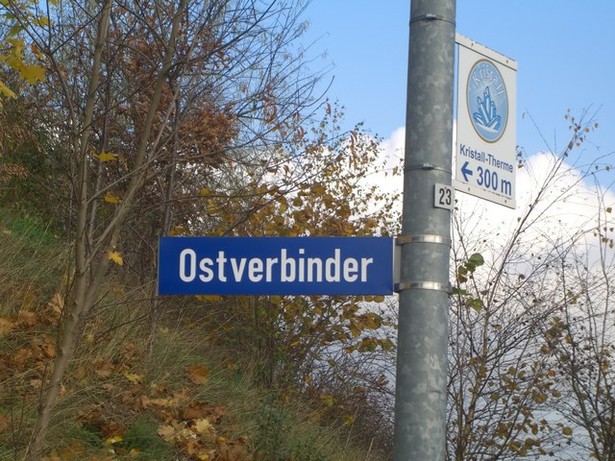 Kristall-Therme
← 300 m
23
Ostverbinder